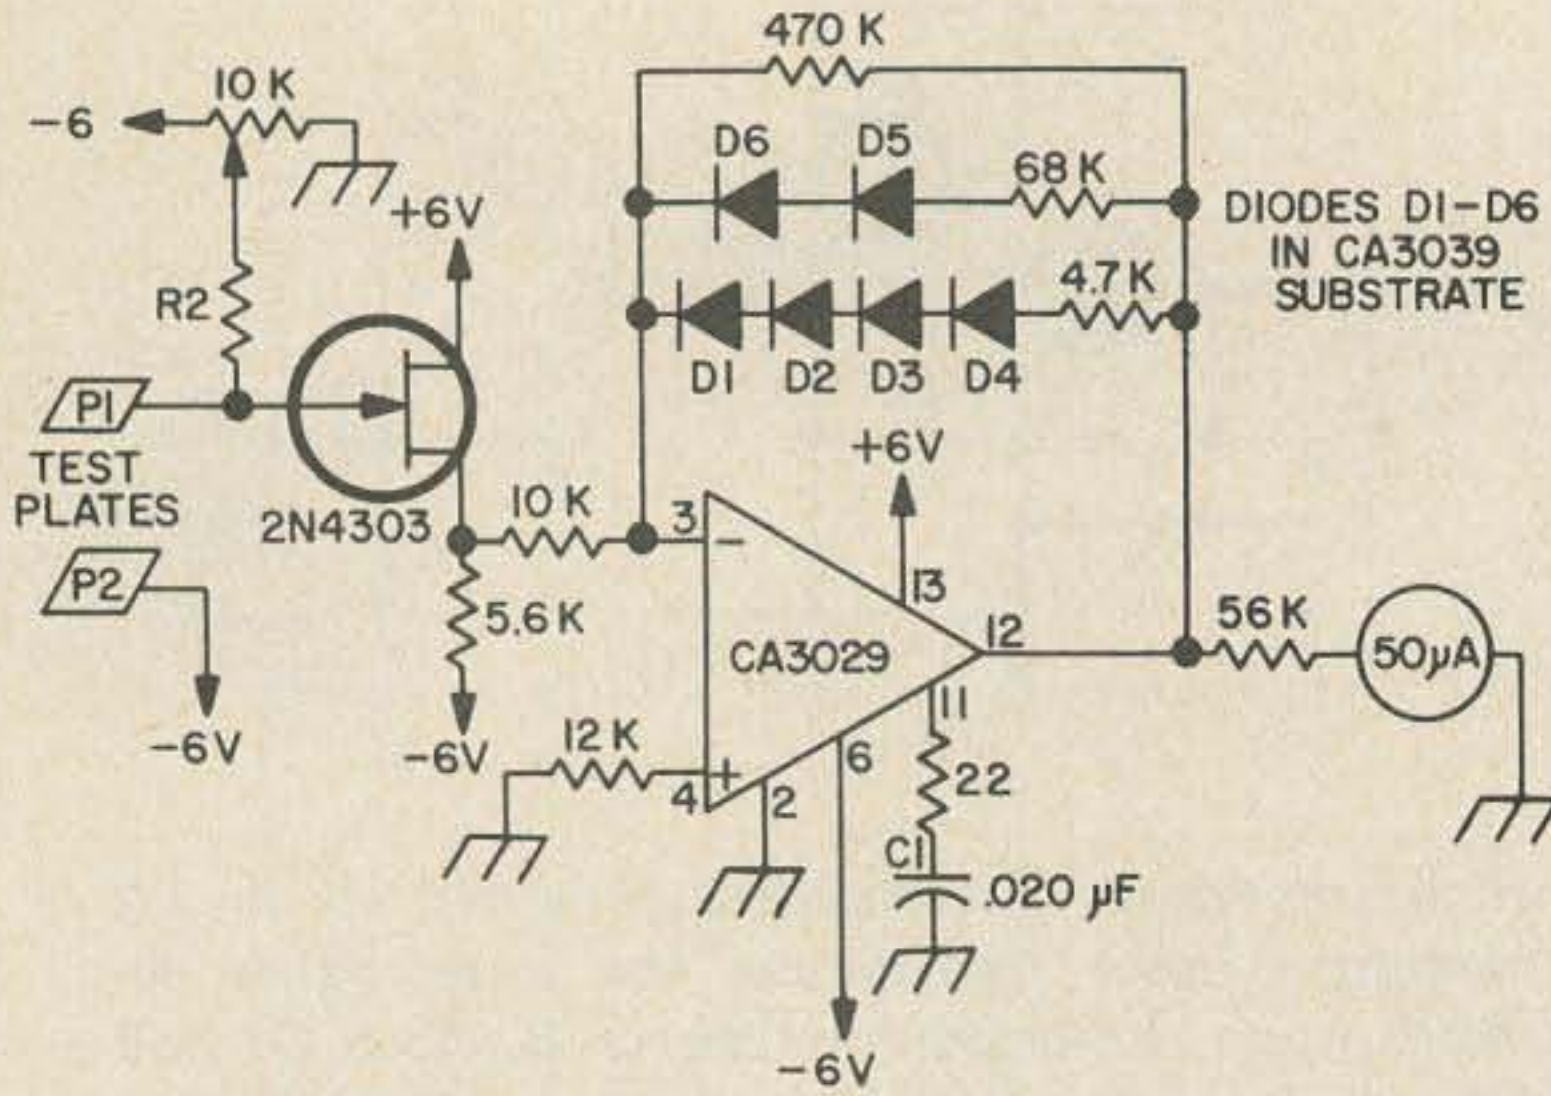 470 K
10 K
-6
D6
D5
68 K
+6V
DIODES D1-D6
IN CA3039
SUBSTRATE
R2
4.7 K
P1
D1
D2
D3
D4
TEST
PLATES
+6V
2N4303
10 K
3
-
P2
13
5.6 K
12
56 K
CA3029
50µA
11
-6V
-6V
12 K
+
6
22
4
2
C1
.020 µF
-6V